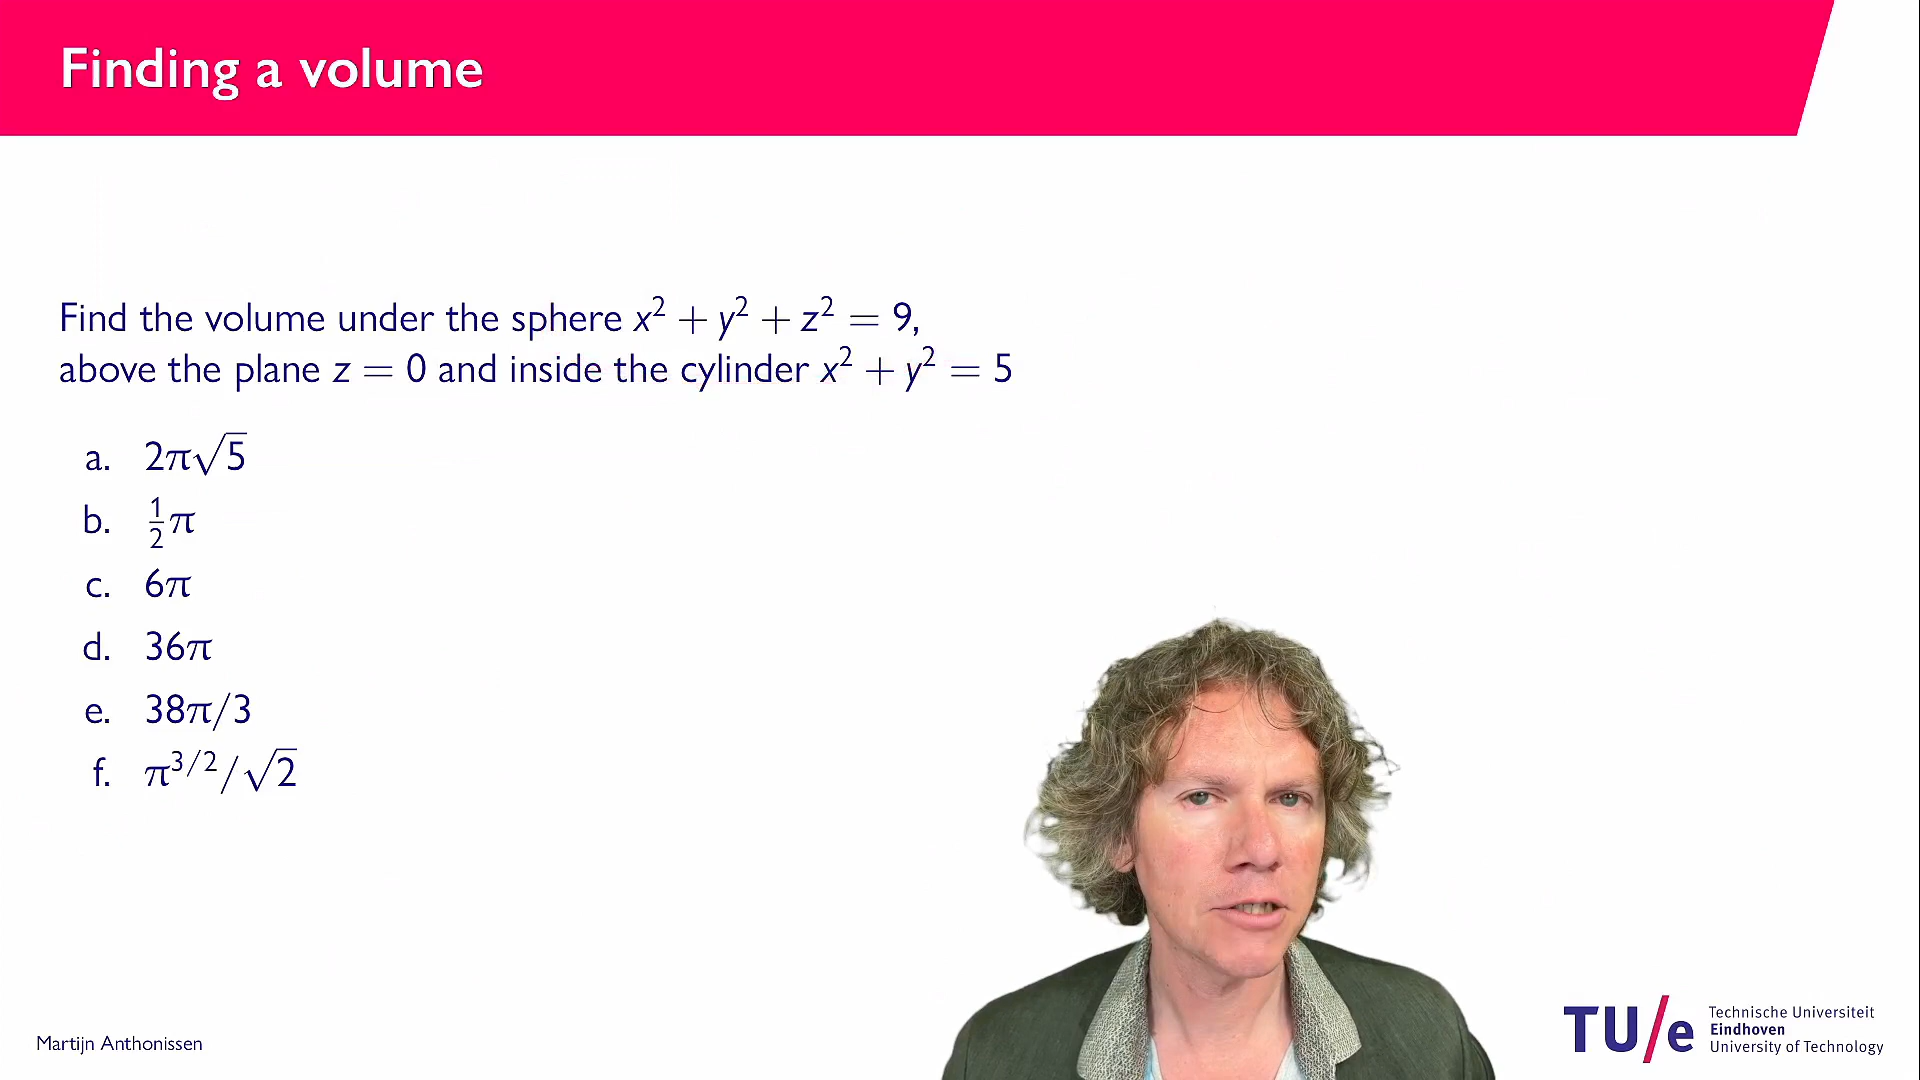 Finding a volume
Find the volume under the sphere x² + y² + z² = 9,
above the plane z = 0 and inside the cylinder x² + y² = 5
a. 2π√5
b. ½π
c. 6π
d. 36π
e. 38π/3
f. π^{3/2}/√2
Martijn Anthonissen
TU/e
Technische Universiteit
Eindhoven
University of Technology